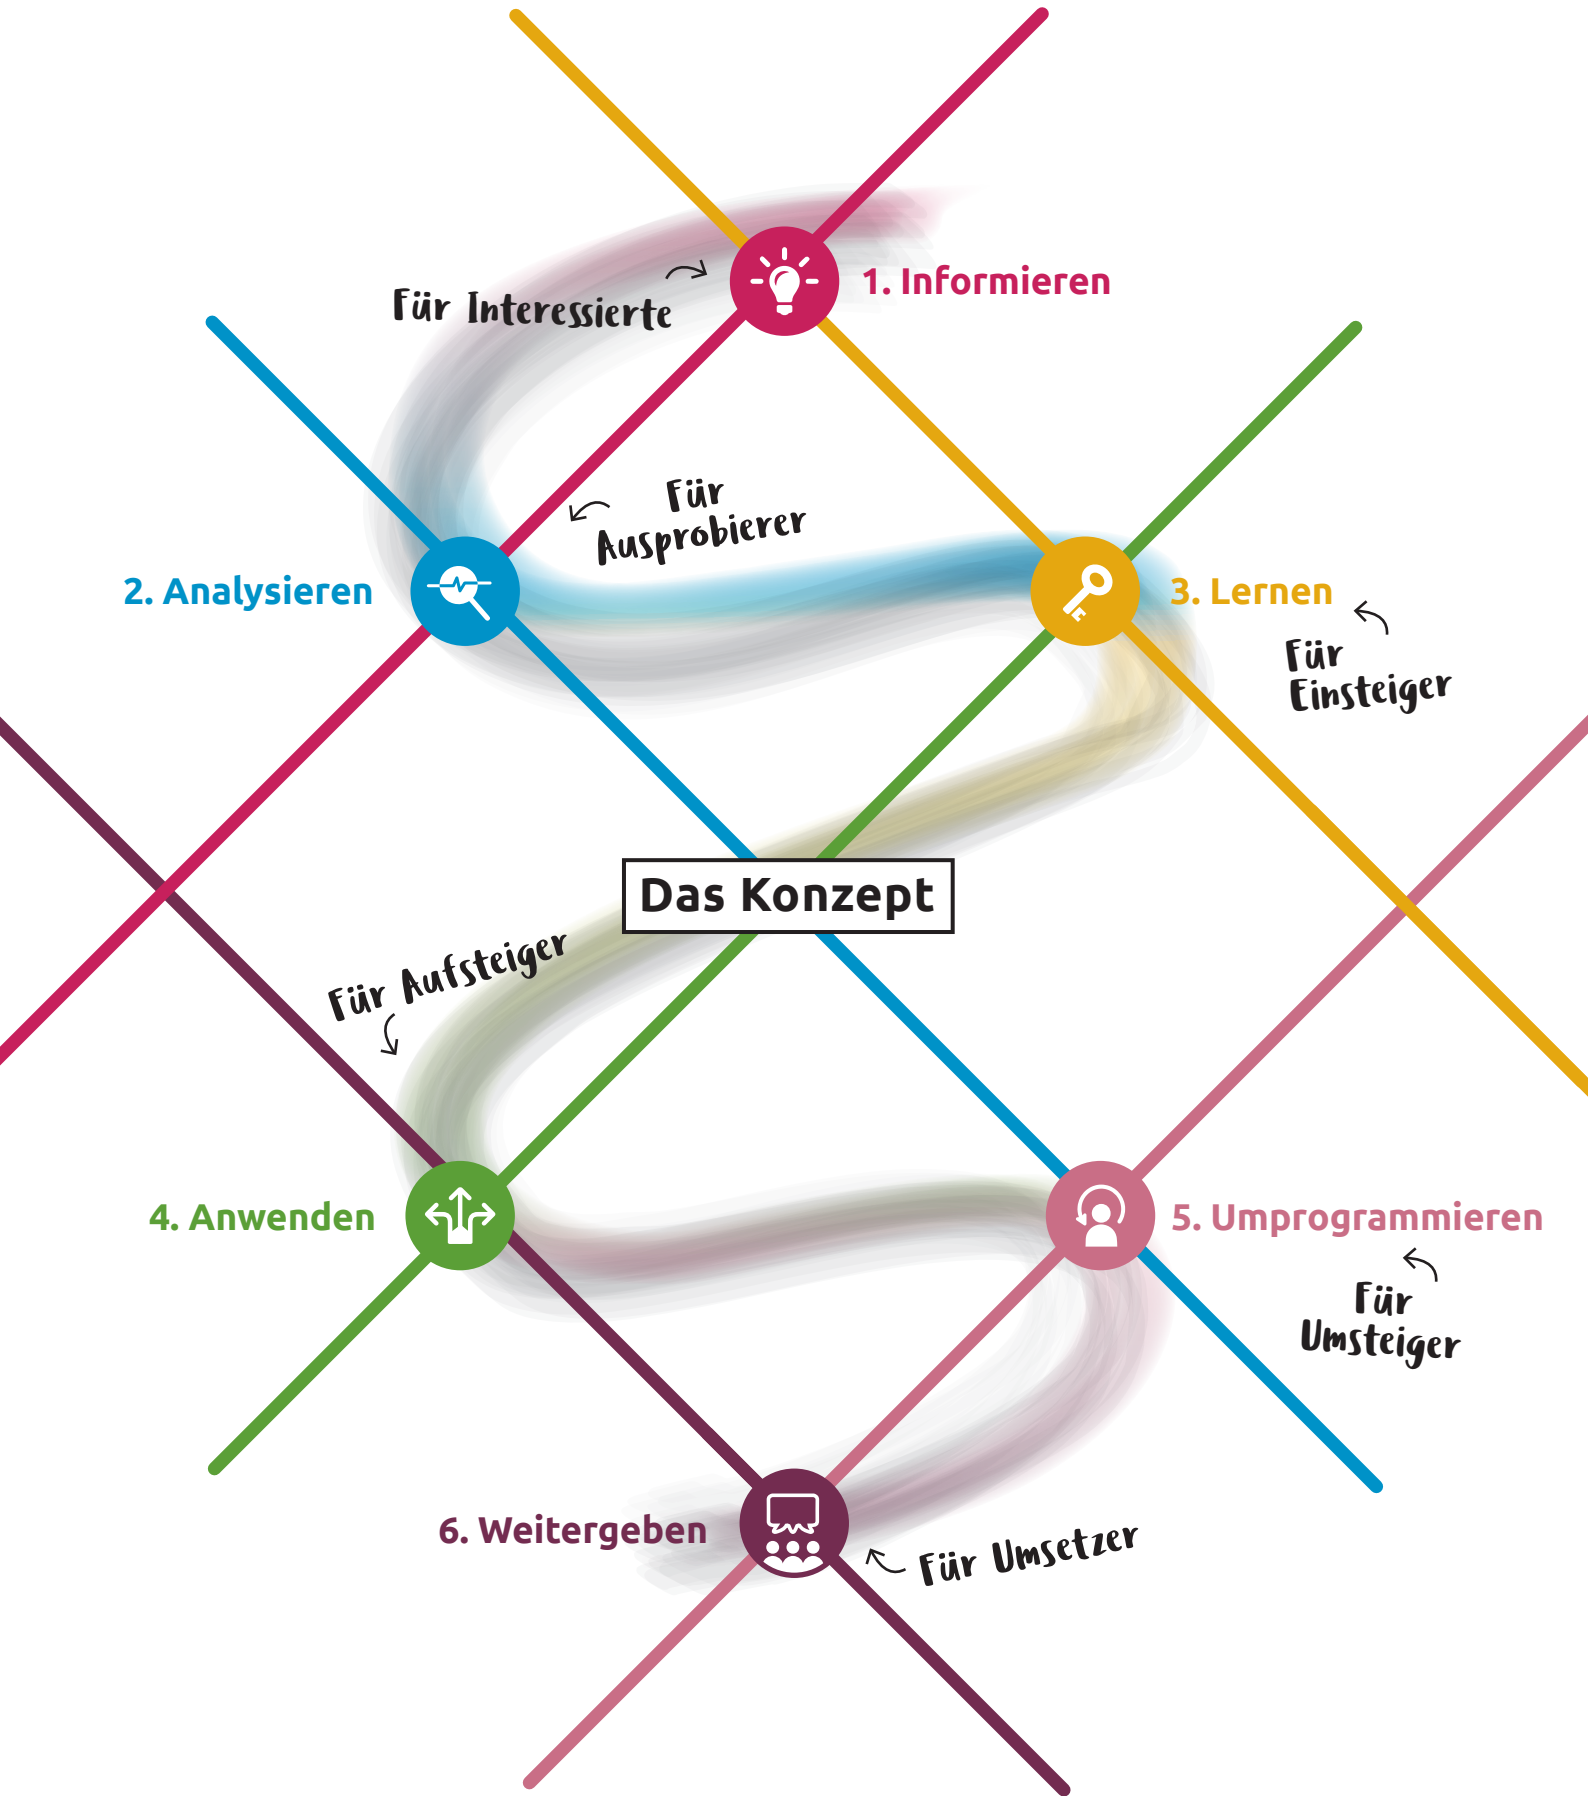 1. Informieren
Für Interessierte
Für
Ausprobierer
2. Analysieren
3. Lernen
Für
Einsteiger
Das Konzept
Für Aufsteiger
4. Anwenden
5. Umprogrammieren
Für
Umsteiger
6. Weitergeben
Für Umsetzer